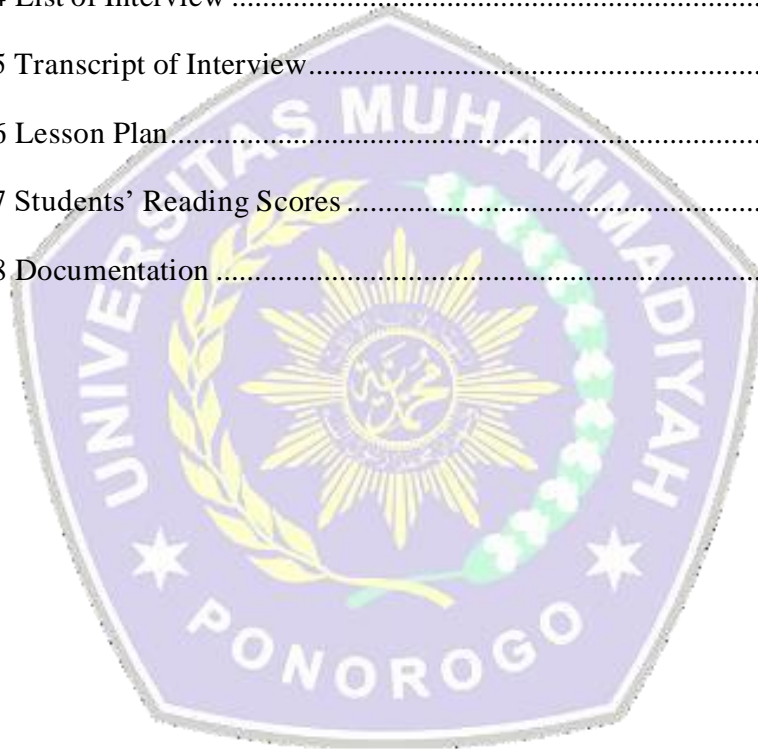 4 List of Interview
5 Transcript of Interview
6 Lesson Plan
7 Students’ Reading Scores
8 Documentation
UNIVERSITAS MUHAMMADIYAH
PONOROGO